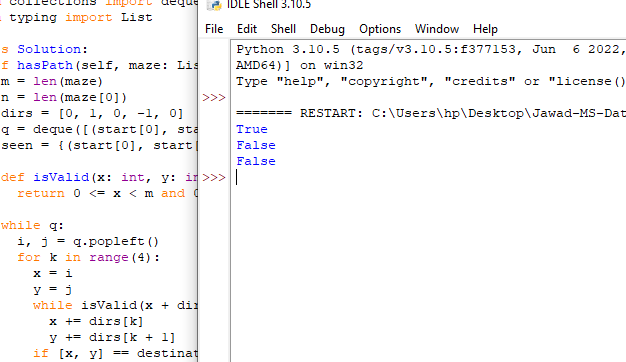 collections import deque
typing import List
s Solution:
f hasPath(self, maze: Lis
m = len(maze)
n = len(maze[0])
dirs = [0, 1, 0, -1, 0]
q = deque([(start[0], sta
seen = {(start[0], start[
def isValid(x: int, y: in
return 0 <= x < m and 0
while q:
i, j = q.popleft()
for k in range(4):
x = i
y = j
while isValid(x + dir
x += dirs[k]
y += dirs[k + 1]
if [x, y] == destinat
IDLE Shell 3.10.5
File Edit Shell Debug Options Window Help
Python 3.10.5 (tags/v3.10.5:f377153, Jun 6 2022,
AMD64)] on win32
Type "help", "copyright", "credits" or "license()
>>>
======= RESTART: C:\Users\hp\Desktop\Jawad-MS-Dat
True
False
False
>>>